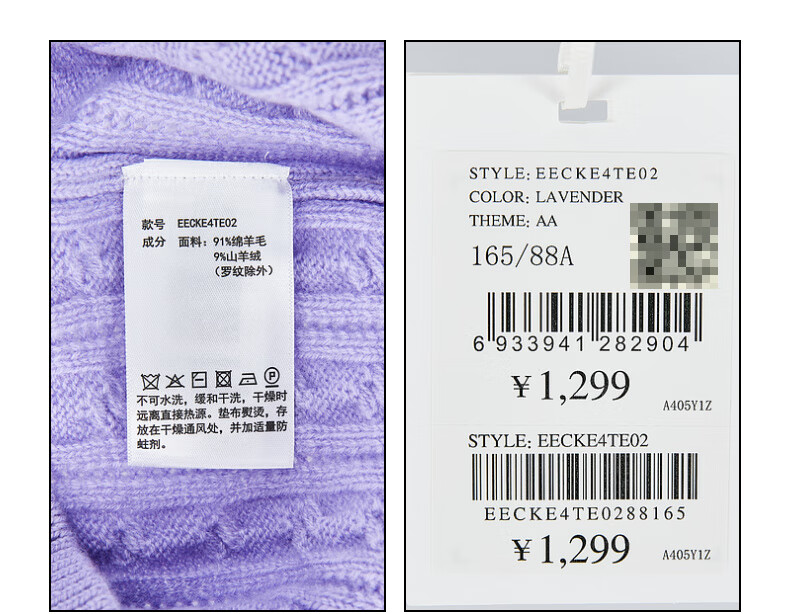 款号 EECKE4TE02
成分 面料：91%绵羊毛
9%山羊绒
（罗纹除外）
不可水洗，缓和干洗，干燥时
远离直接热源。垫布熨烫，存
放在干燥通风处，并加适量防
蛀剂。
STYLE: EECKE4TE02
COLOR: LAVENDER
THEME: AA
165/88A
6 933941 282904
¥1,299
A405Y1Z
STYLE: EECKE4TE02
EECKE4TE0288165
¥1,299
A405Y1Z